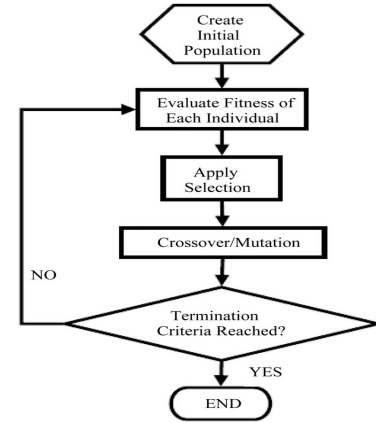 Create
Initial
Population
Evaluate Fitness of
Each Individual
Apply
Selection
Crossover/Mutation
NO
Termination
Criteria Reached?
YES
END